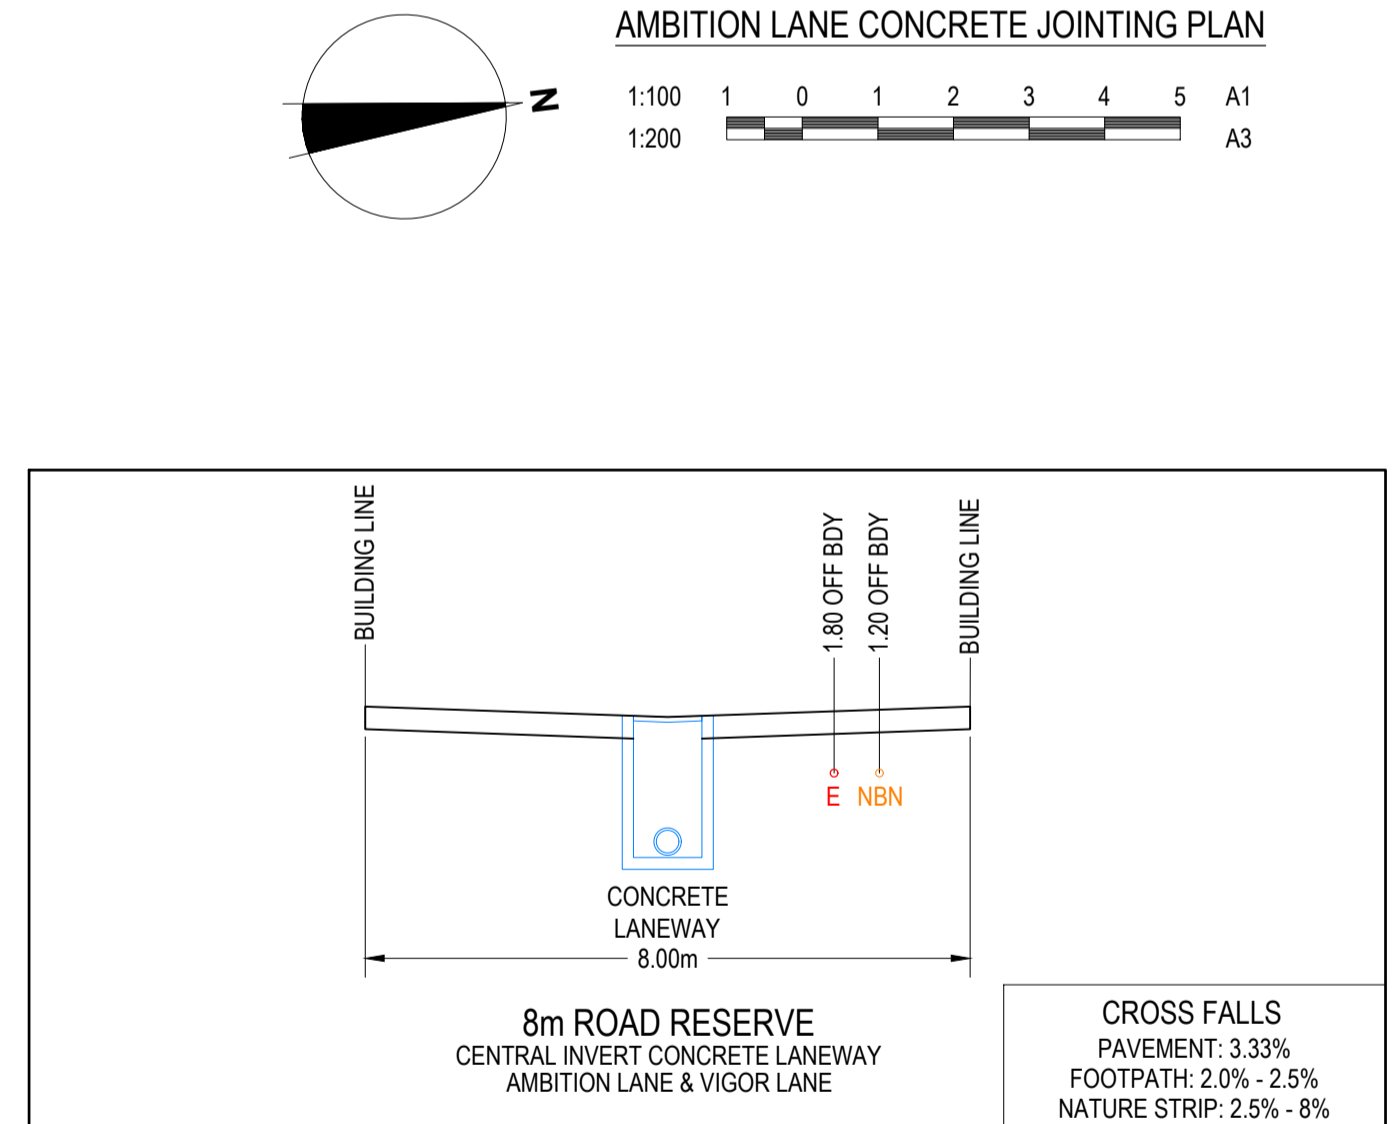 AMBITION LANE CONCRETE JOINTING PLAN
N
1:100 1 0 1 2 3 4 5 A1
1:200 A3
BUILDING LINE
1.80 OFF BDY
1.20 OFF BDY
BUILDING LINE
E NBN
CONCRETE
LANEWAY
8.00m
8m ROAD RESERVE
CENTRAL INVERT CONCRETE LANEWAY
AMBITION LANE & VIGOR LANE
CROSS FALLS
PAVEMENT: 3.33%
FOOTPATH: 2.0% - 2.5%
NATURE STRIP: 2.5% - 8%